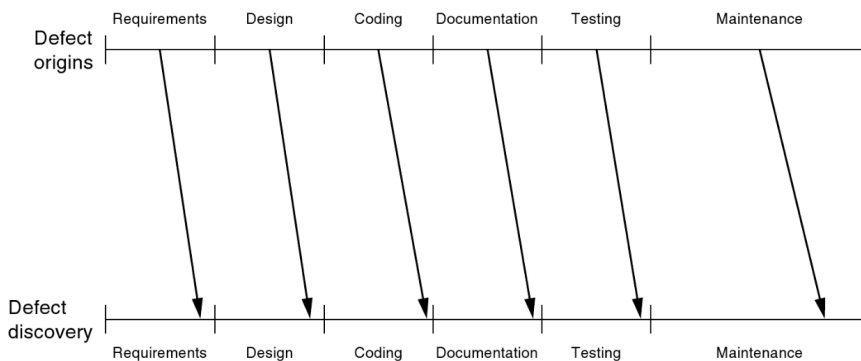 Requirements Design Coding Documentation Testing Maintenance
Defect
origins
Defect
discovery
Requirements Design Coding Documentation Testing Maintenance